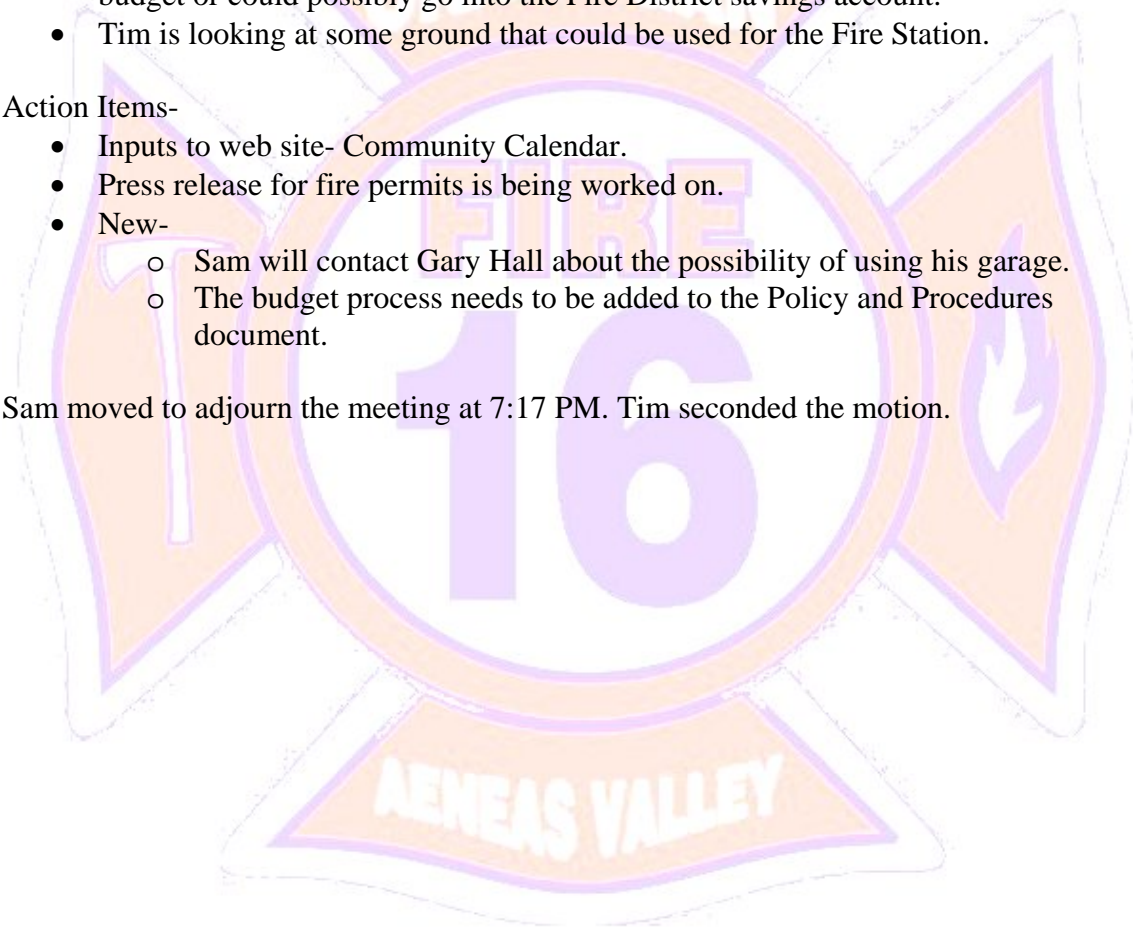 budget or could possibly go into the Fire District savings account.
• Tim is looking at some ground that could be used for the Fire Station.
Action Items-
• Inputs to web site- Community Calendar.
• Press release for fire permits is being worked on.
• New-
o Sam will contact Gary Hall about the possibility of using his garage.
o The budget process needs to be added to the Policy and Procedures
document.
Sam moved to adjourn the meeting at 7:17 PM. Tim seconded the motion.
FIRE
16
AENEAS VALLEY